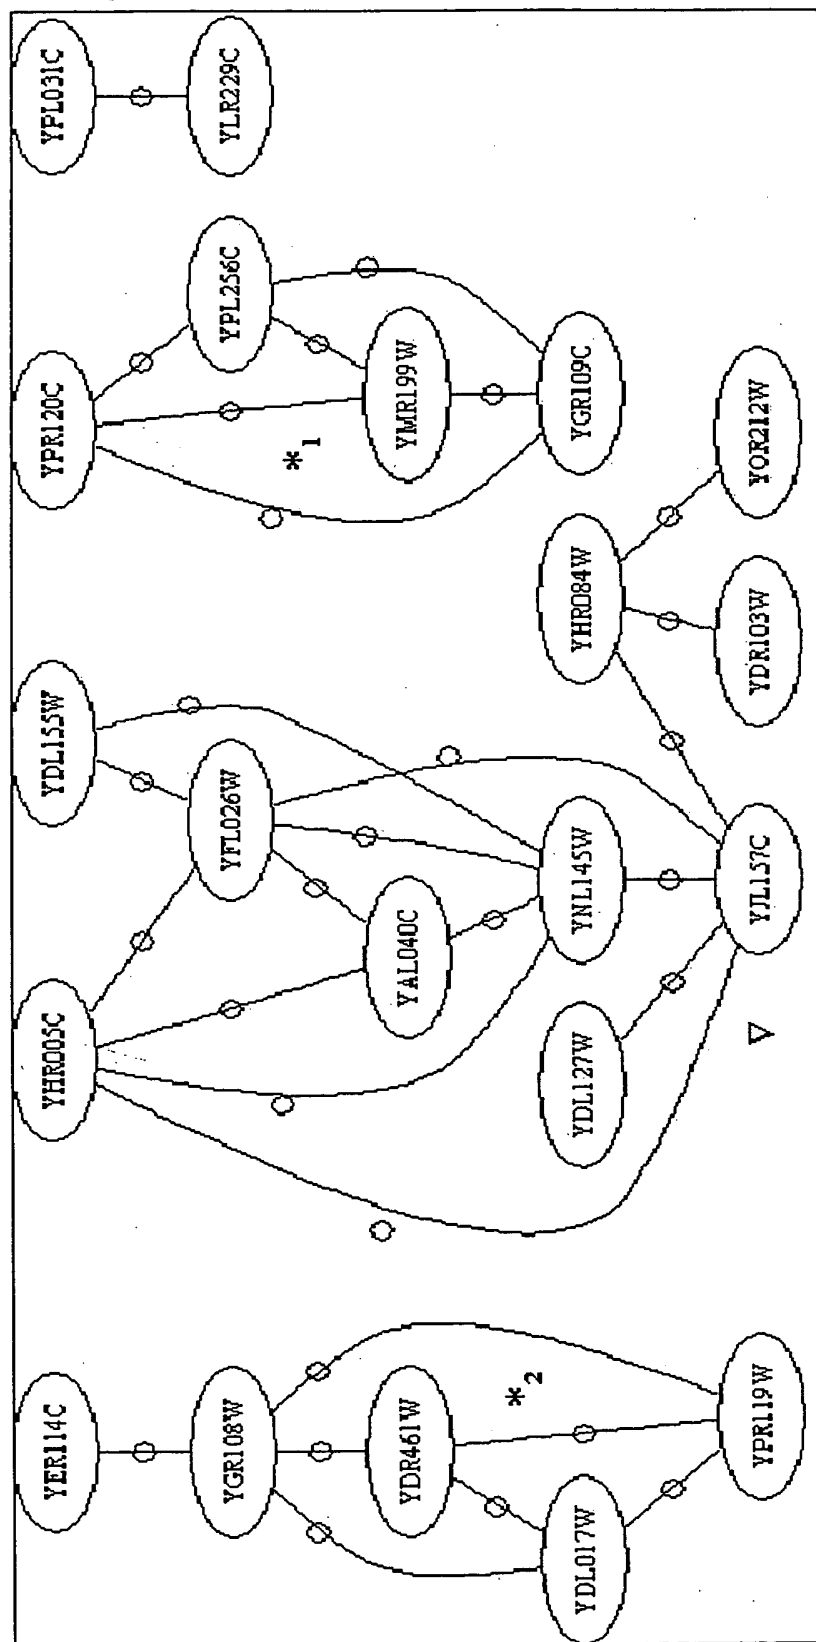 YER114C
YHR005C
YDL155W
YPR120C
YPL031C
YGR108W
YFL026W
YPL256C
YLR229C
*1
YDR461W
YAL040C
YMR199W
*2
YDL017W
YDL127W
YNL145W
YHR084W
YGR109C
YPR119W
YJL157C
YDR103W
YOR212W